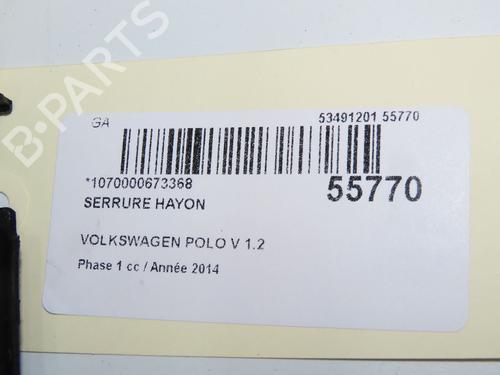 B-PARTS
GA
53491201 55770
*1070000673368
55770
SERRURE HAYON
VOLKSWAGEN POLO V 1.2
Phase 1 cc / Année 2014